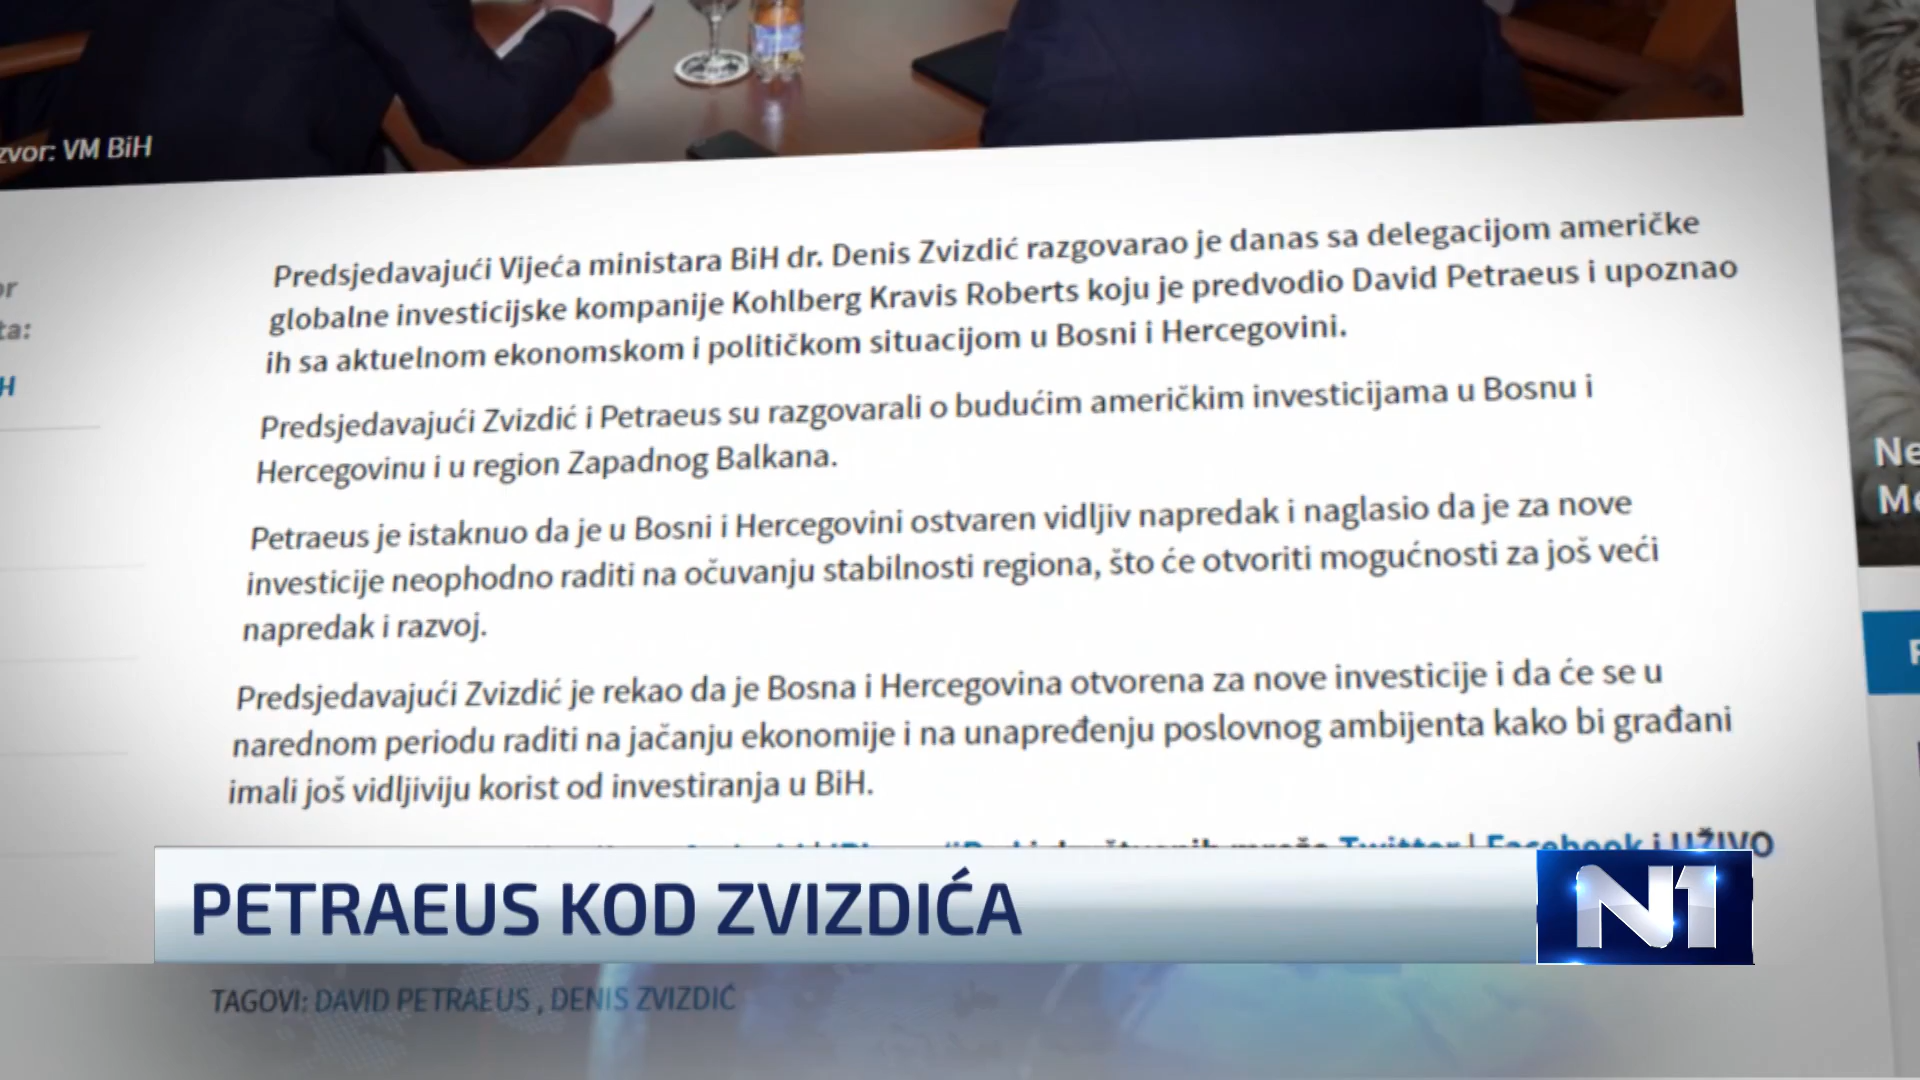 VM BiH
Predsjedavajući Vijeća ministara BiH dr. Denis Zvizdić razgovarao je danas sa delegacijom američke
globalne investicijske kompanije Kohlberg Kravis Roberts koju je predvodio David Petraeus i upoznao
ih sa aktuelnom ekonomskom i političkom situacijom u Bosni i Hercegovini.
Predsjedavajući Zvizdić i Petraeus su razgovarali o budućim američkim investicijama u Bosnu i
Hercegovinu i u region Zapadnog Balkana.
Petraeus je istaknuo da je u Bosni i Hercegovini ostvaren vidljiv napredak i naglasio da je za nove
investicije neophodno raditi na očuvanju stabilnosti regiona, što će otvoriti mogućnosti za još veći
napredak i razvoj.
Predsjedavajući Zvizdić je rekao da je Bosna i Hercegovina otvorena za nove investicije i da će se u
narednom periodu raditi na jačanju ekonomije i na unapređenju poslovnog ambijenta kako bi građani
imali još vidljiviju korist od investiranja u BiH.
Twitter | Facebook i UŽIVO
PETRAEUS KOD ZVIZDIĆA
N1
TAGOVI: DAVID PETRAEUS , DENIS ZVIZDIĆ